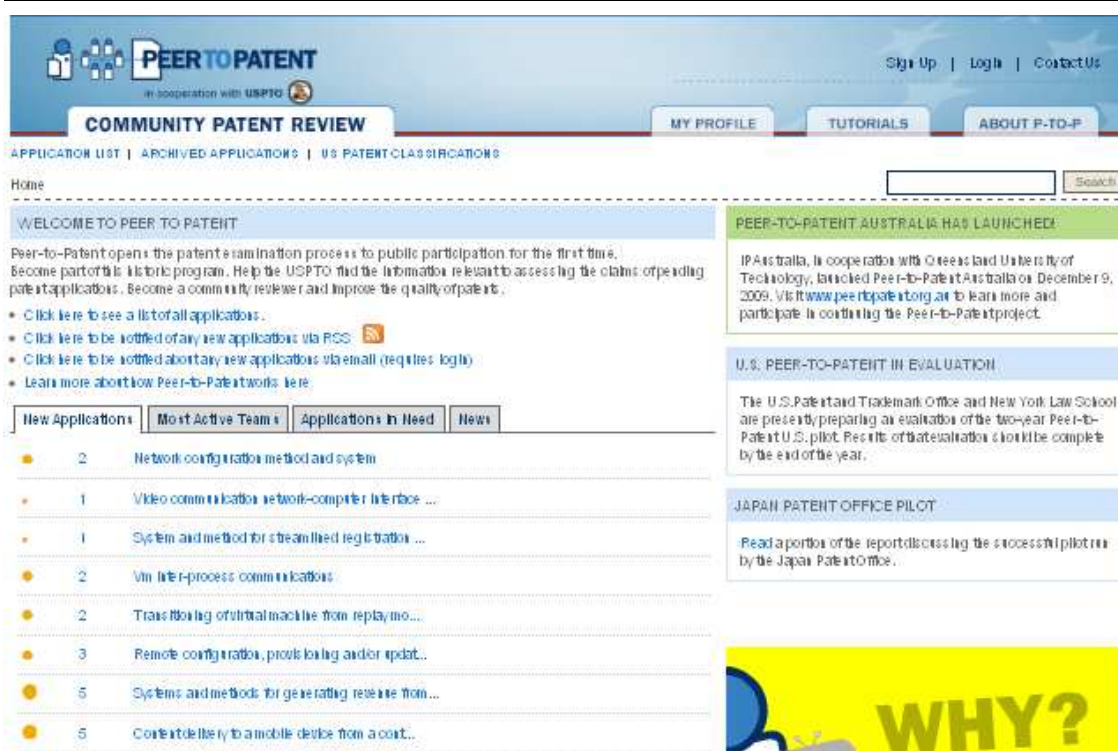 PEERTOPATENT
in cooperation with USPTO
Sign Up | Login | Contact Us
COMMUNITY PATENT REVIEW
MY PROFILE
TUTORIALS
ABOUT P-TO-P
APPLICATION LIST | ARCHIVED APPLICATIONS | US PATENT CLASSIFICATIONS
Home
Search
WELCOME TO PEER TO PATENT
Peer-to-Patent opens the patent examination process to public participation for the first time.
Become part of this historic program. Help the USPTO find the information relevant to assessing the claims of pending
patent applications. Become a community reviewer and improve the quality of patents.
• Click here to see a list of all applications.
• Click here to be notified of any new applications via RSS
• Click here to be notified about any new applications via email (requires login)
• Learn more about how Peer-to-Patent works here
New Applications
Most Active Teams
Applications In Need
News
2 Network configuration method and system
1 Video communication network-computer interface ...
1 System and method for streamlined registration ...
2 Vm inter-process communications
2 Transitioning of virtual machine from replay mo...
3 Remote configuration, provisioning and/or updat...
5 Systems and methods for generating revenue from ...
5 Content delivery to a mobile device from a cont...
PEER-TO-PATENT AUSTRALIA HAS LAUNCHED!
IP Australia, in cooperation with Queensland University of
Technology, launched Peer-to-Patent Australia on December 9,
2009. Visit www.peertopatent.org.au to learn more and
participate in continuing the Peer-to-Patent project.
U.S. PEER-TO-PATENT IN EVALUATION
The U.S. Patent and Trademark Office and New York Law School
are presently preparing an evaluation of the two-year Peer-to-
Patent U.S. pilot. Results of that evaluation should be complete
by the end of the year.
JAPAN PATENT OFFICE PILOT
Read a portion of the report discussing the successful pilot run
by the Japan Patent Office.
WHY?